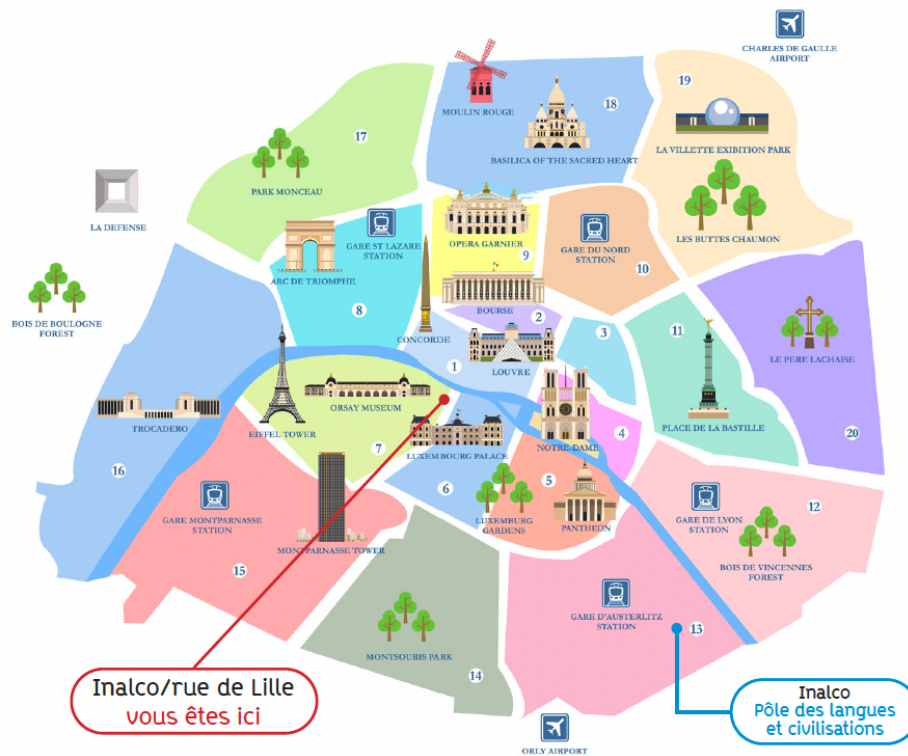 CHARLES DE GAULLE
AIRPORT
19
MOULIN ROUGE
18
LA VILLETTE EXIBITION PARK
17
BASILICA OF THE SACRED HEART
PARK MONCEAU
LA DEFENSE
GARE ST LAZARE
STATION
OPERA GARNIER
9
GARE DU NORD
STATION
LES BUTTES CHAUMON
10
ARC DE TRIOMPHE
BOIS DE BOULOGNE
FOREST
8
BOURSE
2
3
11
CONCORDE
LE PERE LACHAISE
1
LOUVRE
ORSAY MUSEUM
TROCADERO
EIFFEL TOWER
PLACE DE LA BASTILLE
20
4
7
LUXEMBOURG PALACE
NOTRE-DAME
16
5
6
GARE MONTPARNASSE
STATION
LUXEMBURG
GARDENS
PANTHEON
GARE DE LYON
STATION
12
MONTPARNASSE TOWER
BOIS DE VINCENNES
FOREST
15
GARE D'AUSTERLITZ
STATION
13
MONTSOURIS PARK
14
Inalco/rue de Lille
vous êtes ici
Inalco
Pôle des langues
et civilisations
ORLY AIRPORT